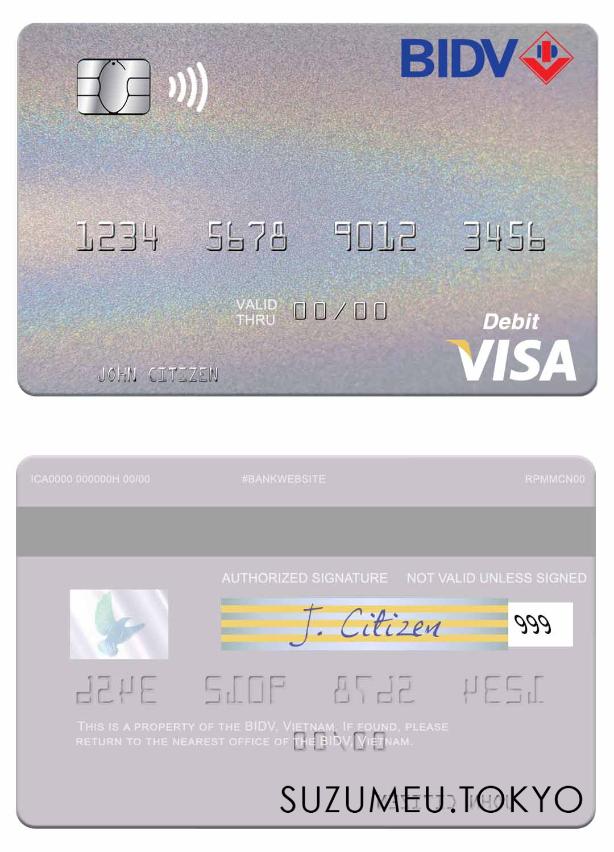 BIDV
1234 5678 9012 3456
VALID THRU 00/00
Debit
VISA
JOHN CITIZEN
ICA0000 000000H 00/00 #BANKWEBSITE RPMMCN00
AUTHORIZED SIGNATURE NOT VALID UNLESS SIGNED
J. Citizen 999
THIS IS A PROPERTY OF THE BIDV, VIETNAM. IF FOUND, PLEASE
RETURN TO THE NEAREST OFFICE OF THE BIDV, VIETNAM.
SUZUMEU.TOKYO